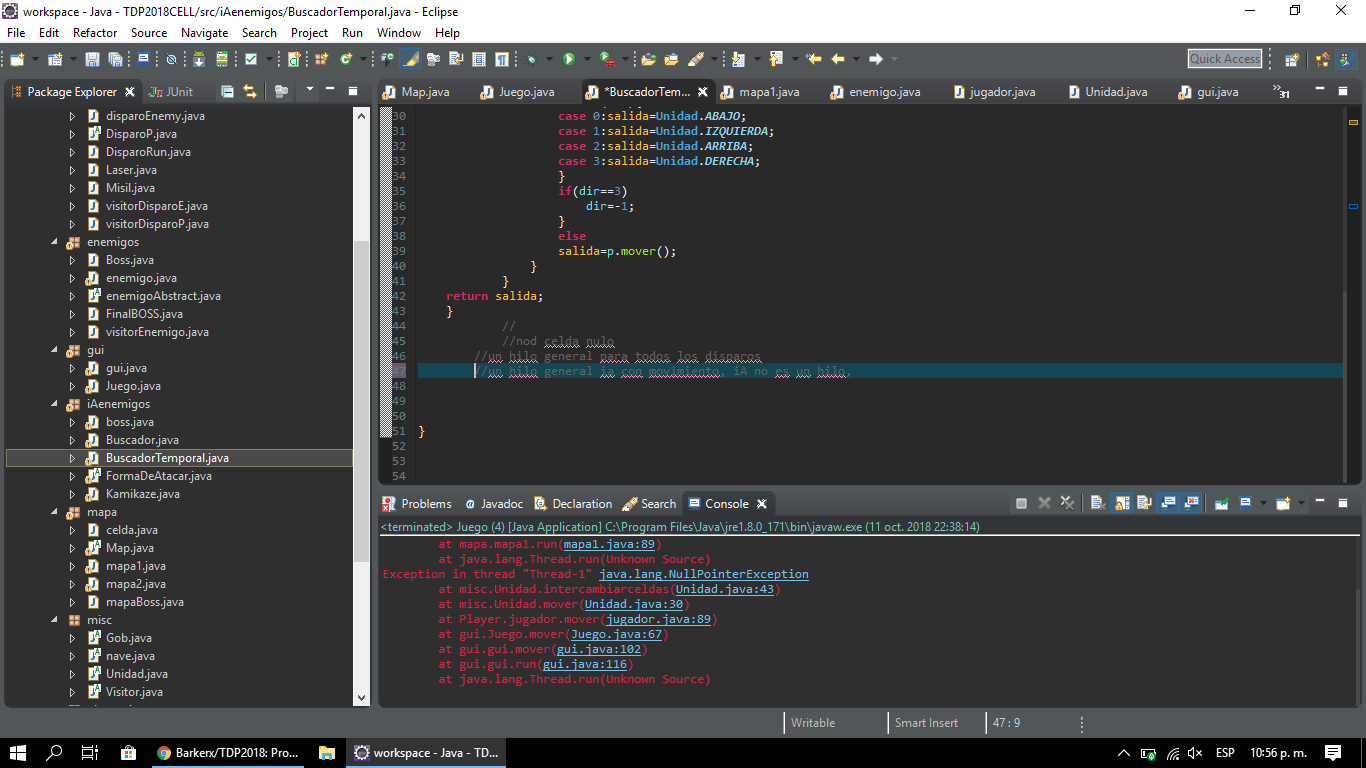 workspace - Java - TDP2018CELL/src/iAenemigos/BuscadorTemporal.java - Eclipse
File Edit Refactor Source Navigate Search Project Run Window Help
Quick Access
Package Explorer JUnit
disparoEnemy.java
DisparoP.java
DisparoRun.java
Laser.java
Misil.java
visitorDisparoE.java
visitorDisparoP.java
enemigos
Boss.java
enemigo.java
enemigoAbstract.java
FinalBOSS.java
visitorEnemigo.java
gui
gui.java
Juego.java
iAenemigos
boss.java
Buscador.java
BuscadorTemporal.java
FormaDeAtacar.java
Kamikaze.java
mapa
celda.java
Map.java
mapa1.java
mapa2.java
mapaBoss.java
misc
Gob.java
nave.java
Unidad.java
Visitor.java
Map.java Juego.java *BuscadorTem... mapa1.java enemigo.java jugador.java Unidad.java gui.java 31
30 case 0:salida=Unidad.ABAJO;
31 case 1:salida=Unidad.IZQUIERDA;
32 case 2:salida=Unidad.ARRIBA;
33 case 3:salida=Unidad.DERECHA;
34 }
35 if(dir==3)
36 dir=-1;
37 }
38 else
39 salida=p.mover();
40 }
41 }
42 return salida;
43 }
44 //
45 //nod celda nulo
46 //un hilo general para todos los disparos
47 //un hilo general ia con movimiento, iA no es un hilo,
48
49
50
51 }
52
53
54
Problems Javadoc Declaration Search Console
<terminated> Juego (4) [Java Application] C:\Program Files\Java\jre1.8.0_171\bin\javaw.exe (11 oct. 2018 22:38:14)
at mapa.mapa1.run(mapa1.java:89)
at java.lang.Thread.run(Unknown Source)
Exception in thread "Thread-1" java.lang.NullPointerException
at misc.Unidad.intercambiarceldas(Unidad.java:43)
at misc.Unidad.mover(Unidad.java:30)
at Player.jugador.mover(jugador.java:89)
at gui.Juego.mover(Juego.java:67)
at gui.gui.mover(gui.java:102)
at gui.gui.run(gui.java:116)
at java.lang.Thread.run(Unknown Source)
Writable Smart Insert 47 : 9
Barkerx/TDP2018: Pro... workspace - Java - TD... ESP 10:56 p. m.